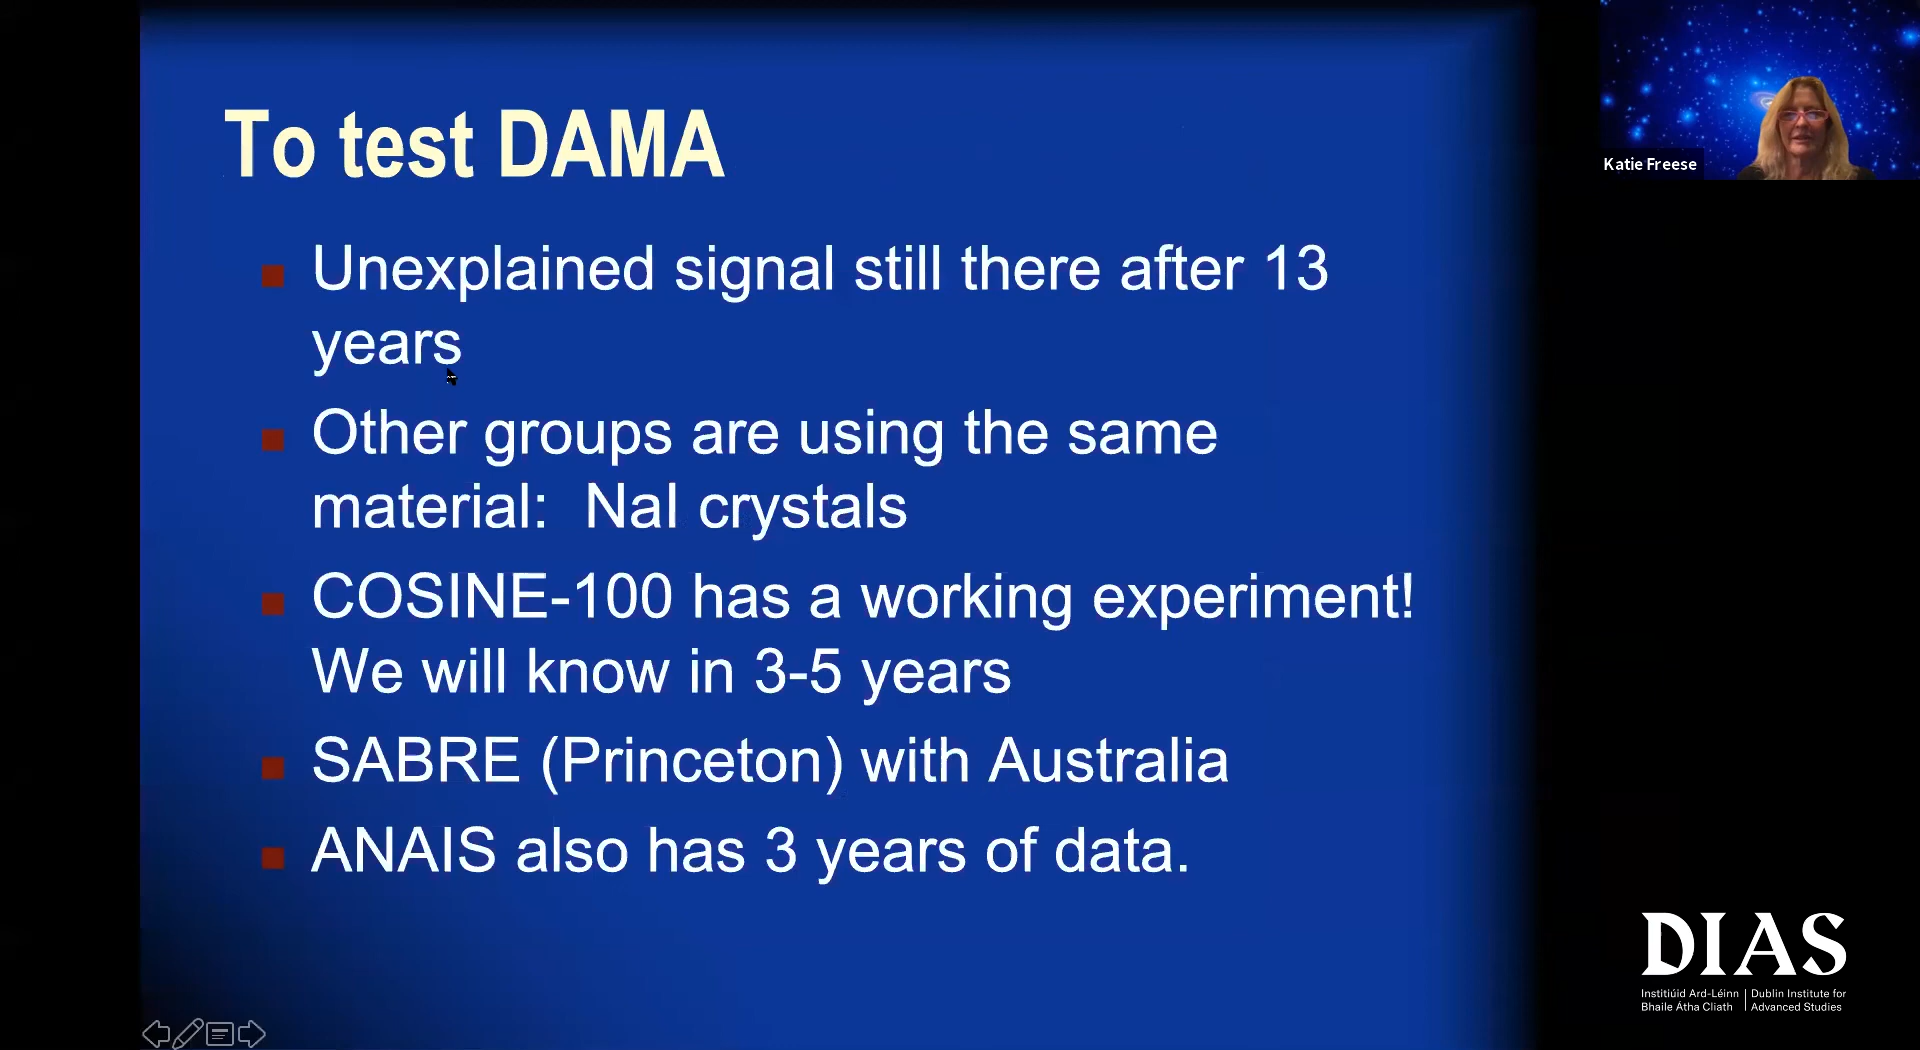 To test DAMA
Unexplained signal still there after 13
years
Other groups are using the same
material: NaI crystals
COSINE-100 has a working experiment!
We will know in 3-5 years
SABRE (Princeton) with Australia
ANAIS also has 3 years of data.
Katie Freese
DIAS
Institiúid Ard-Léinn
Bhaile Átha Cliath
Dublin Institute for
Advanced Studies